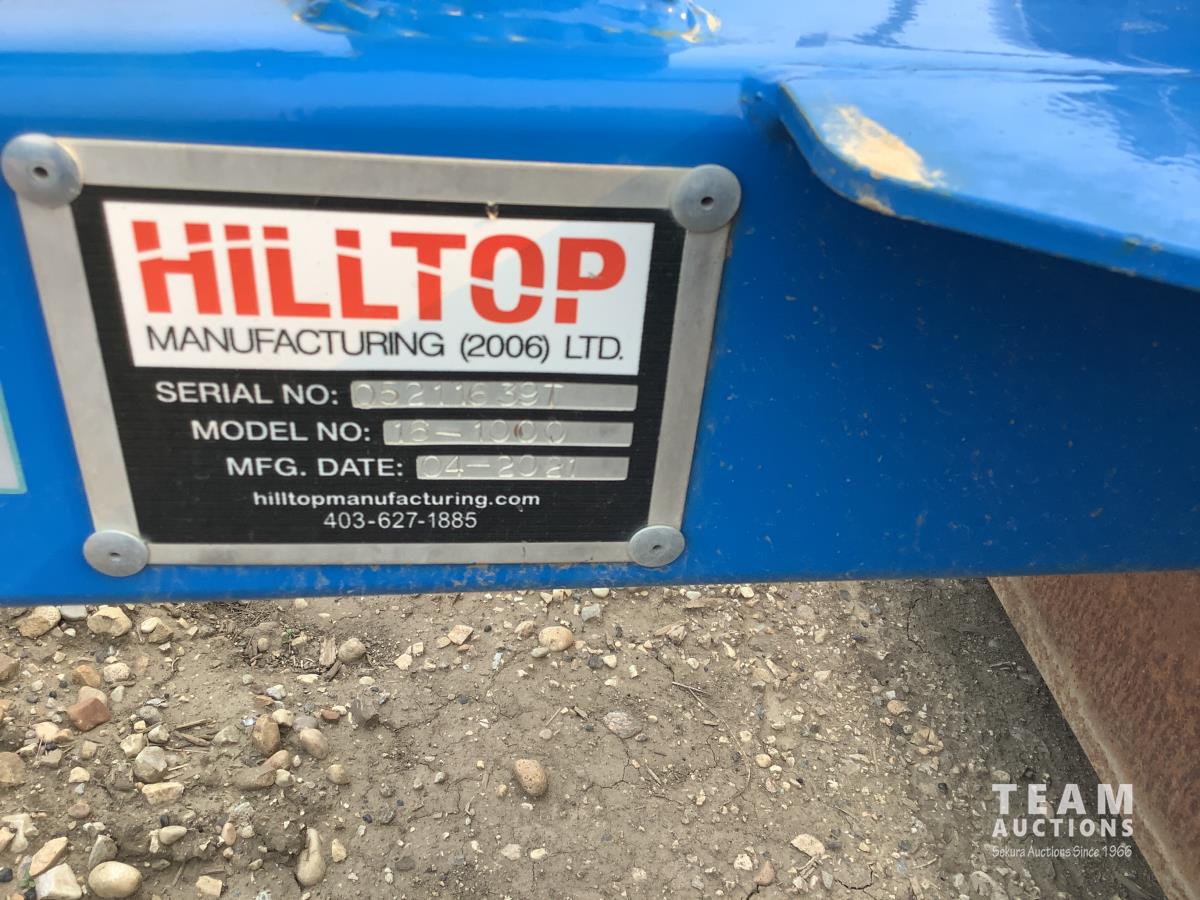 HILLTOP
MANUFACTURING (2006) LTD.
SERIAL NO: 05211639T
MODEL NO: 16-1000
MFG. DATE: 04-2021
hilltopmanufacturing.com
403-627-1885
TEAM
AUCTIONS
Sokura Auctions Since 1966